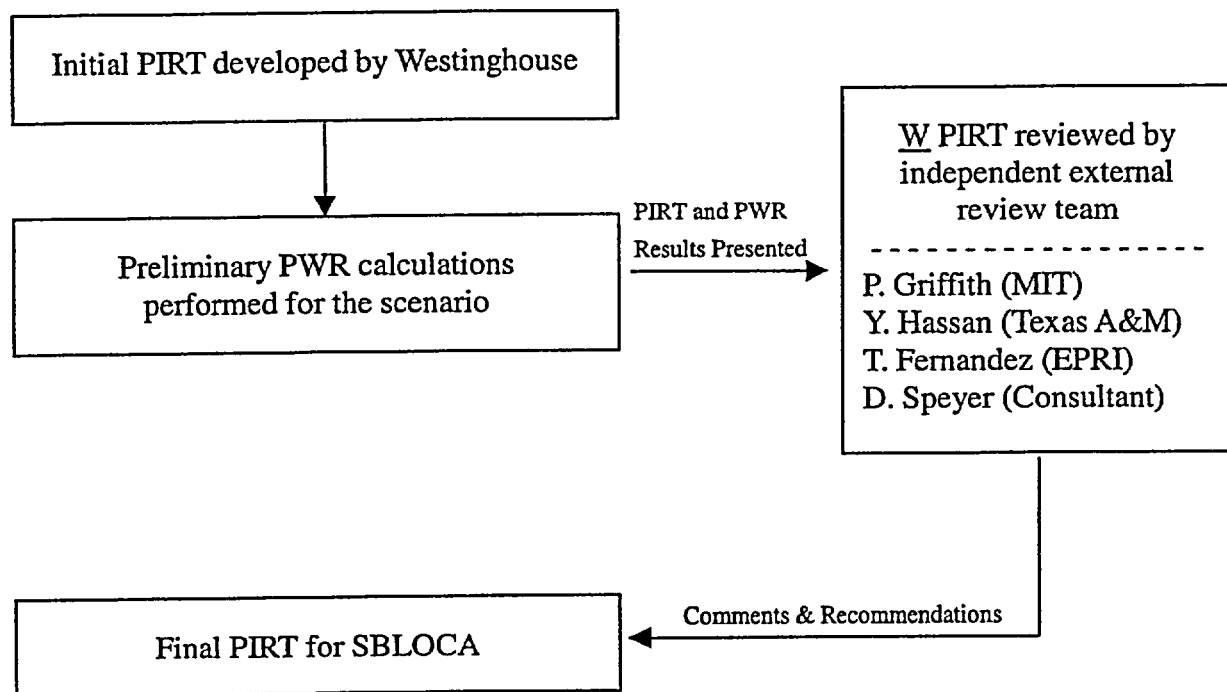 Initial PIRT developed by Westinghouse
Preliminary PWR calculations
performed for the scenario
PIRT and PWR
Results Presented
W PIRT reviewed by
independent external
review team
P. Griffith (MIT)
Y. Hassan (Texas A&M)
T. Fernandez (EPRI)
D. Speyer (Consultant)
Comments & Recommendations
Final PIRT for SBLOCA